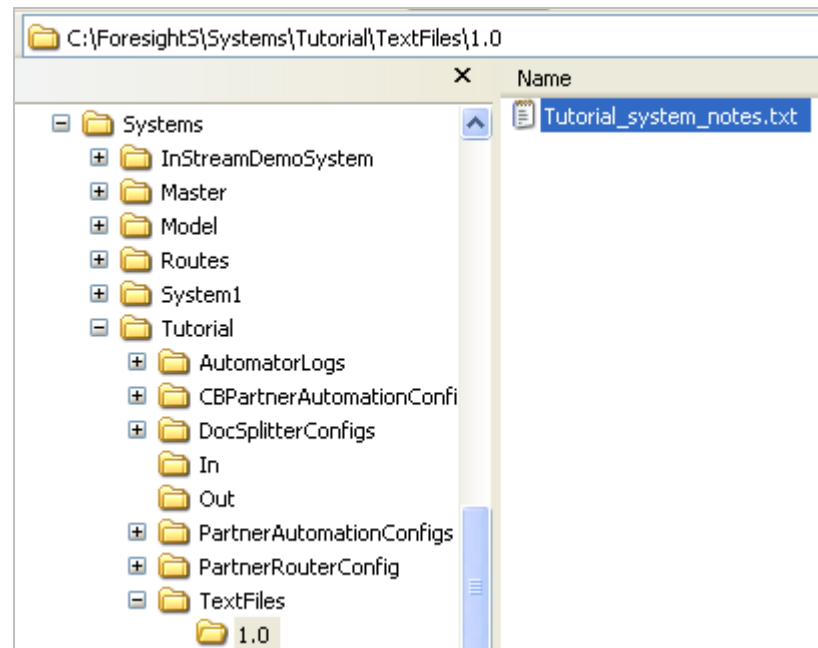 C:\ForesightS\Systems\Tutorial\TextFiles\1.0
Name
Systems
InStreamDemoSystem
Master
Model
Routes
System1
Tutorial
AutomatorLogs
CBPartnerAutomationConfi
DocSplitterConfigs
In
Out
PartnerAutomationConfigs
PartnerRouterConfig
TextFiles
1.0
Tutorial_system_notes.txt